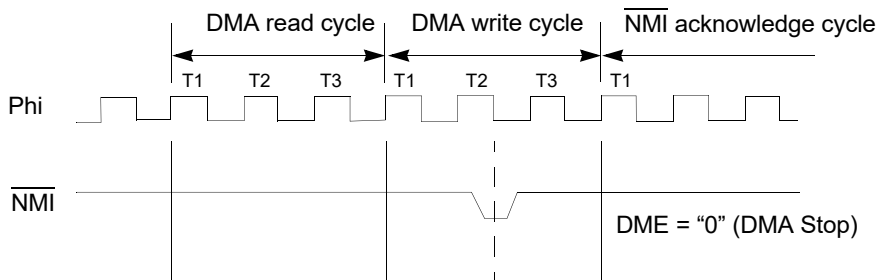 DMA read cycle DMA write cycle NMI acknowledge cycle
T1 T2 T3 T1 T2 T3 T1
Phi
NMI
DME = “0” (DMA Stop)